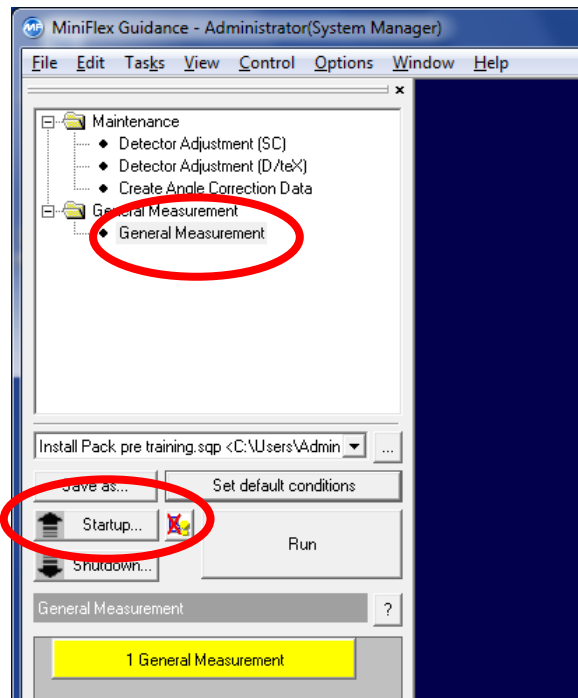 MiniFlex Guidance - Administrator(System Manager)
File Edit Tasks View Control Options Window Help
Maintenance
Detector Adjustment (SC)
Detector Adjustment (D/teX)
Create Angle Correction Data
General Measurement
General Measurement
Install Pack pre training.sqp <C:\Users\Admin ...
Save as... Set default conditions
Startup...
Run
Shutdown...
General Measurement ?
1 General Measurement